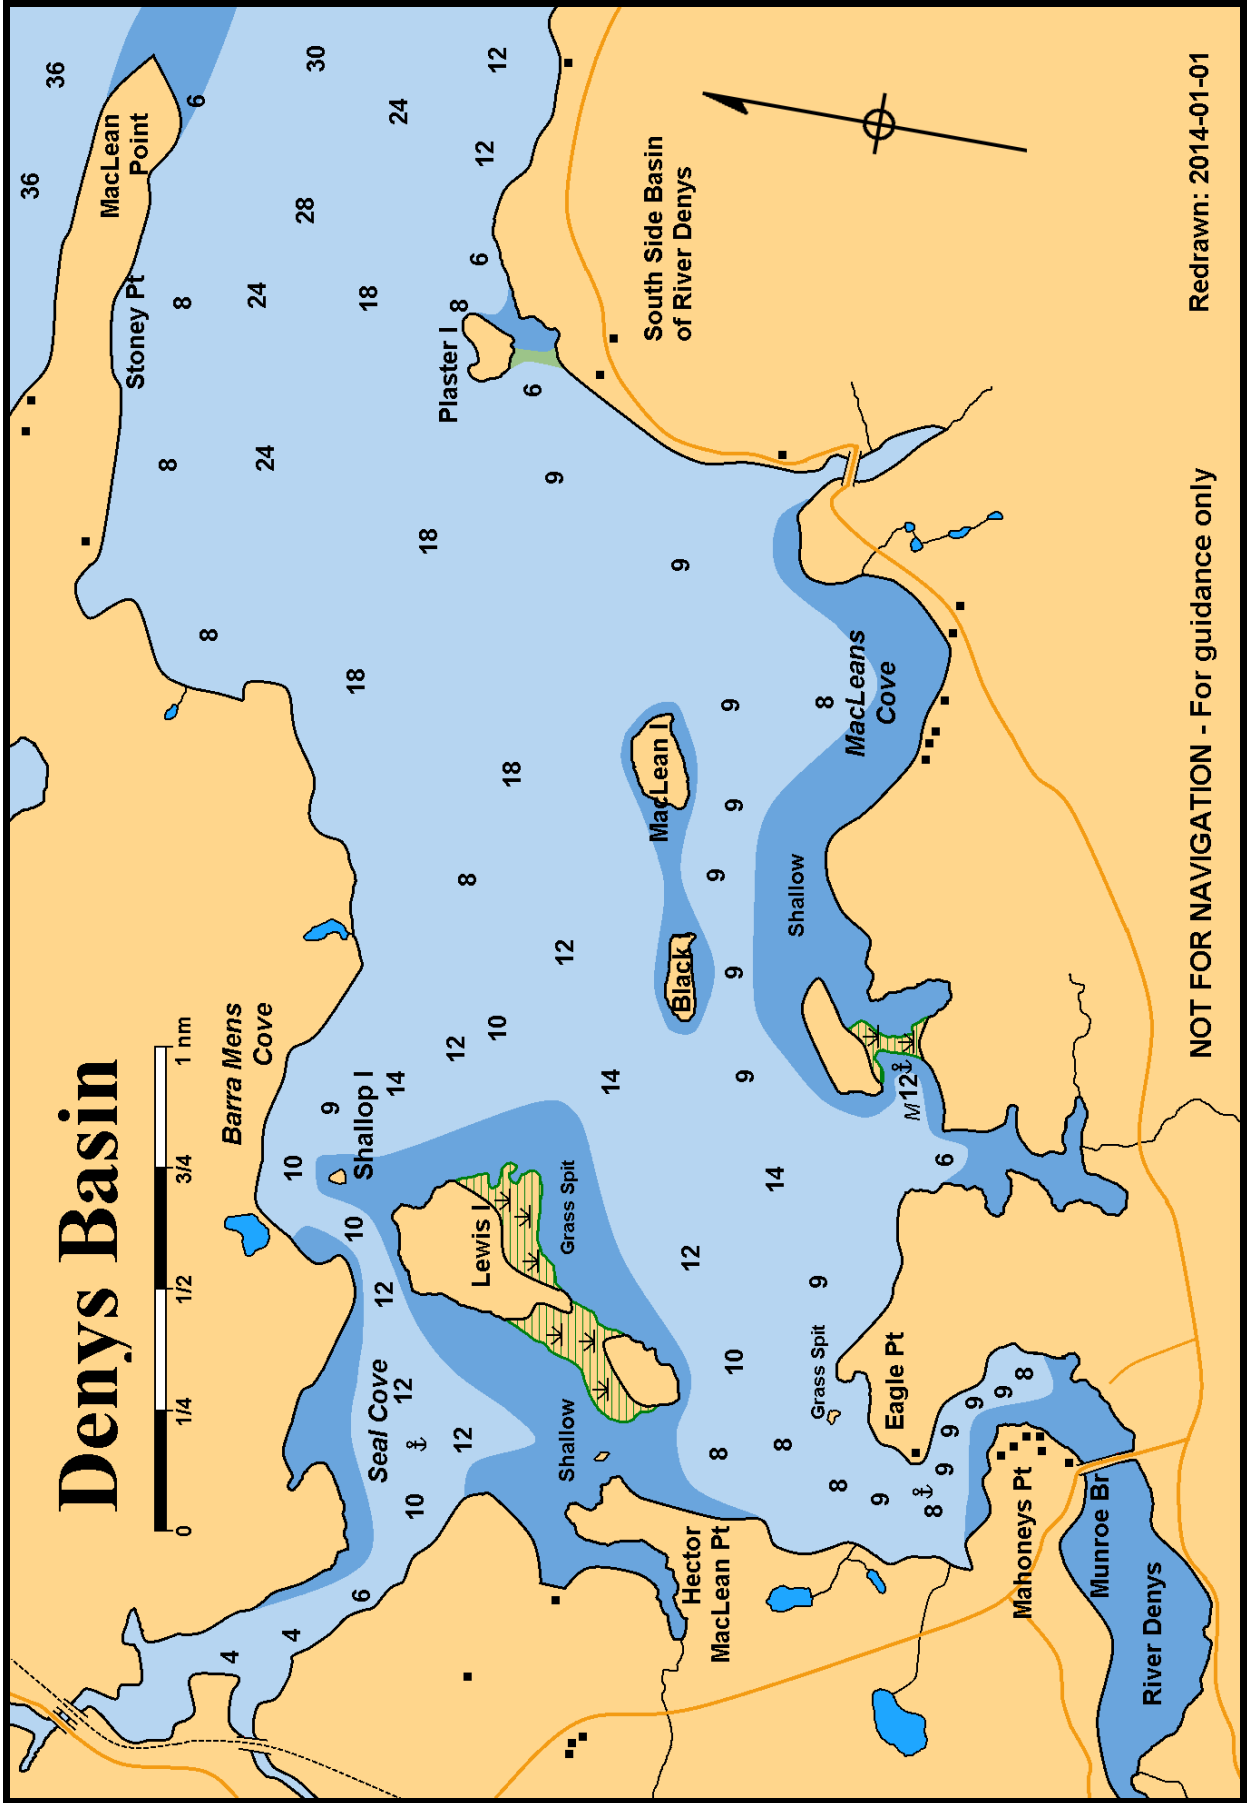 36
36
Denys Basin
MacLean
Point
Stoney Pt
8
8
0 1/4 1/2 3/4 1 nm
6
8
4
Barra Mens
Cove
24
24
4
10
28
30
9
10
18
6
Shallop I
18
Seal Cove
12
14
24
12
10
18
Plaster I
12
8
12
8
6
Lewis I
12
10
12
18
6
9
12
Shallow
Grass Spit
14
MacLean I
South Side Basin
of River Denys
9
Black
12
Hector
MacLean Pt
9
8
9
9
9
10
9
14
8
Shallow
9
Grass Spit
8
8
MacLeans
Cove
9
Eagle Pt
M12
8
6
9
9
9
9
8
Mahoneys Pt
Munroe Br
River Denys
NOT FOR NAVIGATION - For guidance only
Redrawn: 2014-01-01